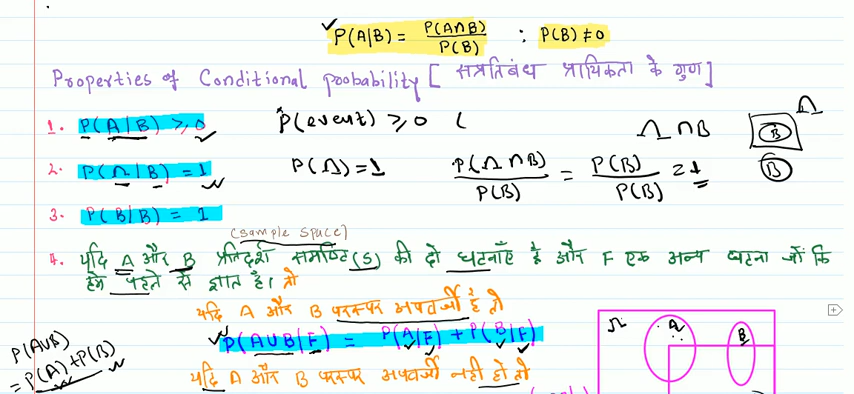 P(A|B) = P(A∩B)/P(B) : P(B) ≠ 0
Properties of Conditional probability [ सप्रतिबंध प्रायिकता के गुण ]
1. P(A|B) ≥ 0 P(event) ≥ 0 ( Ω ∩ B B Ω
2. P(Ω|B) = 1 P(Ω) = 1 P(Ω∩B)/P(B) = P(B)/P(B) = 1 B
3. P(B|B) = 1
(Sample Space)
4. यदि A और B प्रतिदर्श समष्टि (S) की दो घटनाएँ है और F एक अन्य घटना जो कि
हमे पहले से ज्ञात है। तो
यदि A और B परस्पर अपवर्जी है तो
P(A∪B|F) = P(A|F) + P(B|F)
P(A∪B)
= P(A) + P(B)
यदि A और B परस्पर अपवर्जी नही हो तो
Ω A B